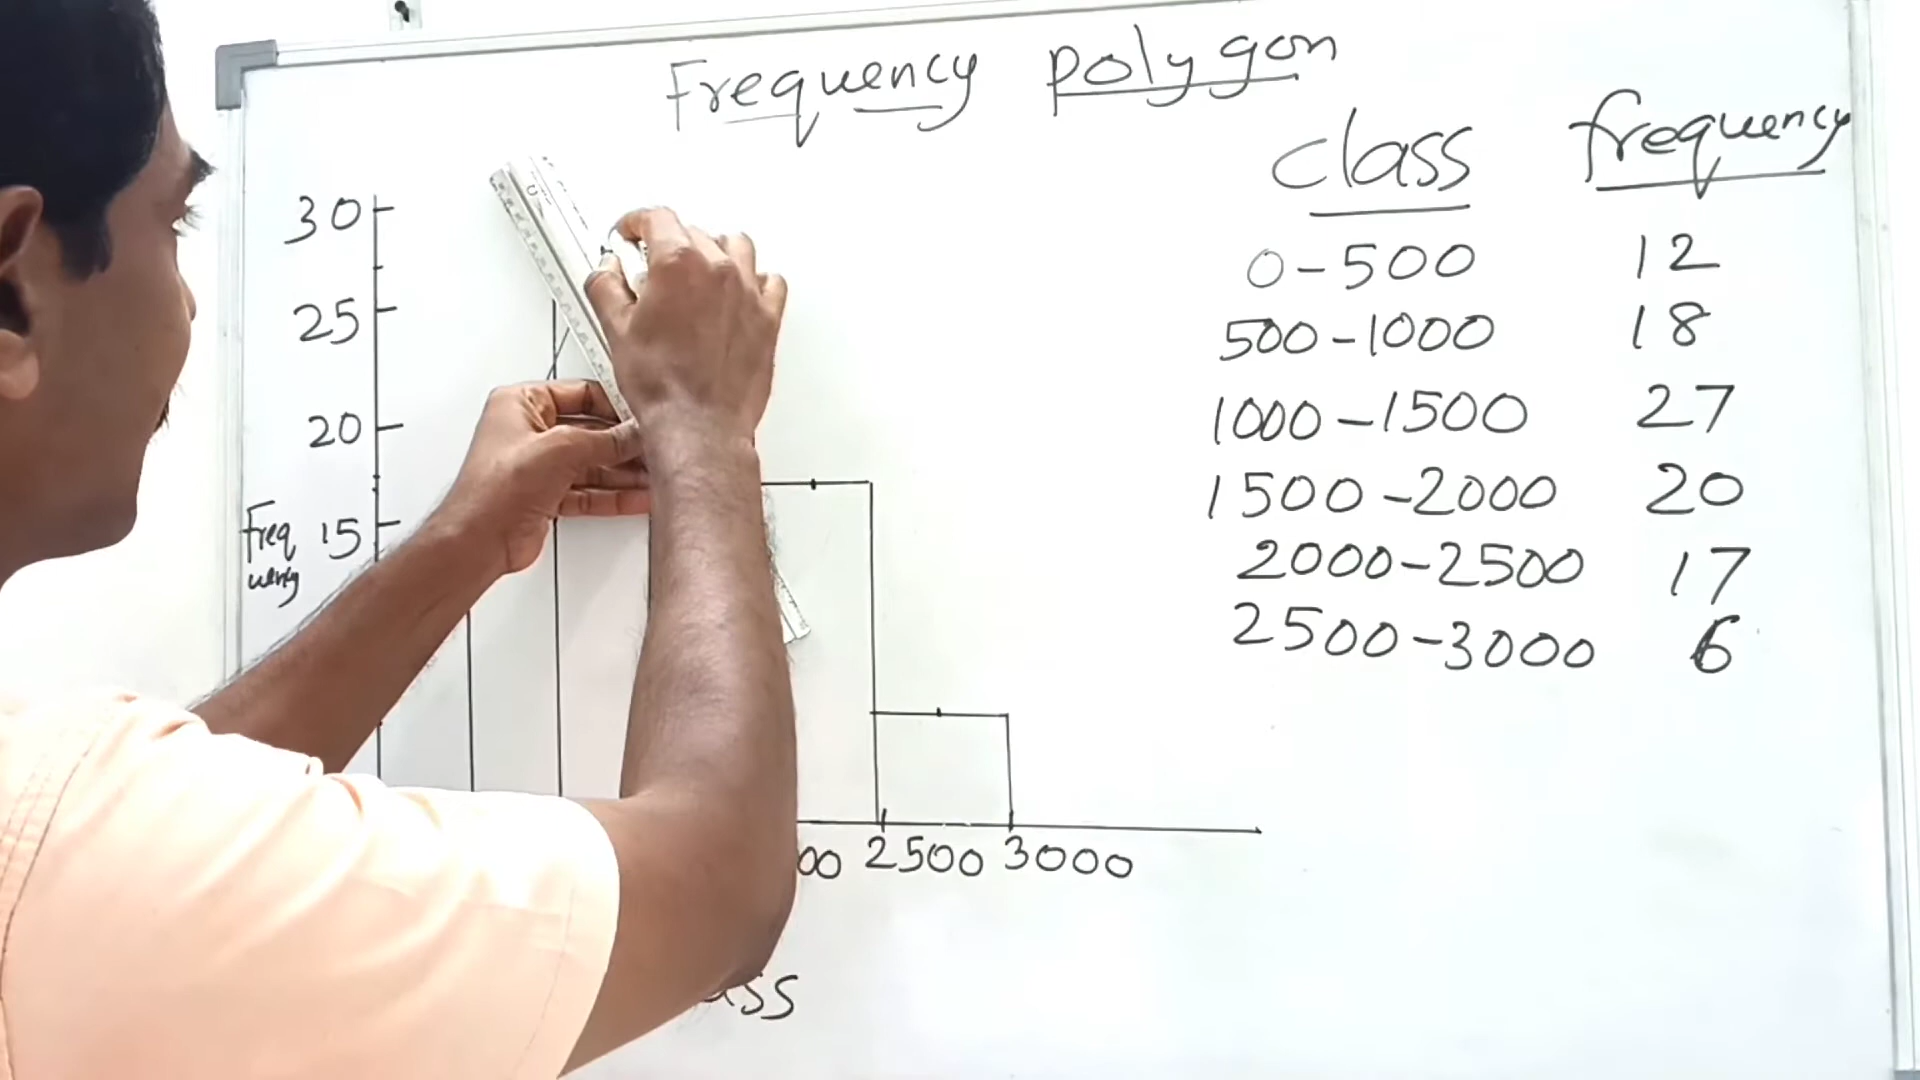 Frequency polygon
class frequency
0-500 12
500-1000 18
1000-1500 27
1500-2000 20
2000-2500 17
2500-3000 6
30
25
20
15
Freq
uency
2500 3000